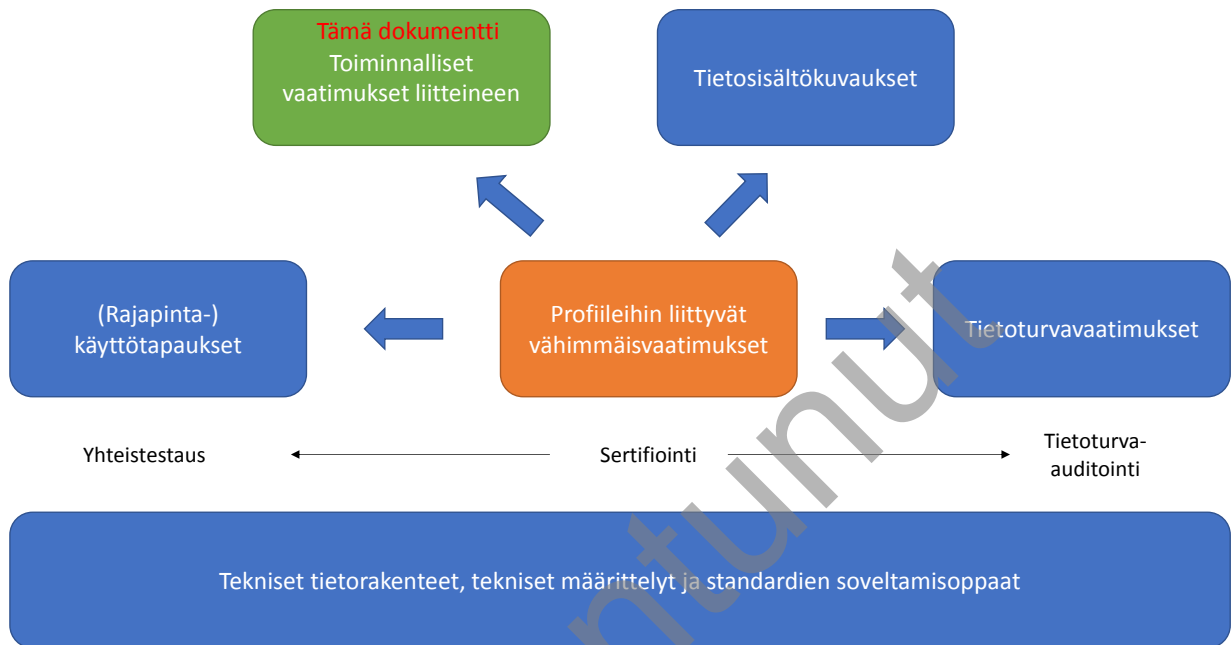 Tämä dokumentti
Toiminnalliset
vaatimukset liitteineen
Tietosisältökuvaukset
(Rajapinta-)
käyttötapaukset
Profiileihin liittyvät
vähimmäisvaatimukset
Tietoturvavaatimukset
Yhteistestaus
Sertifiointi
Tietoturva-
auditointi
Tekniset tietorakenteet, tekniset määrittelyt ja standardien soveltamisoppaat
ntunut